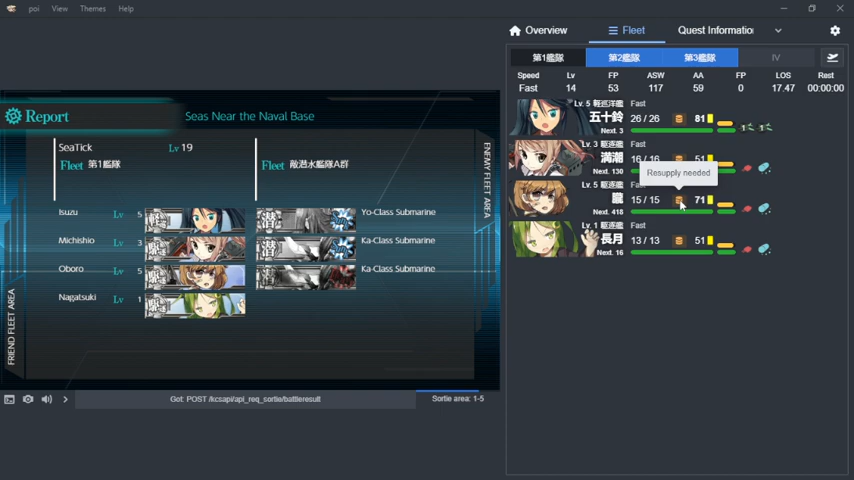 poi View Themes Help
Overview Fleet Quest Informatio
第1艦隊 第2艦隊 第3艦隊 IV
Speed Lv FP ASW AA FP LOS Rest
Fast 14 53 117 59 0 17.47 00:00:00
Report
Seas Near the Naval Base
SeaTick Lv 19
Fleet 第1艦隊
Fleet 敵潜水艦隊A群
ENEMY FLEET AREA
FRIEND FLEET AREA
Isuzu Lv 5
Michishio Lv 3
Oboro Lv 5
Nagatsuki Lv 1
Yo-Class Submarine
Ka-Class Submarine
Ka-Class Submarine
Lv. 5 軽巡洋艦 Fast
五十鈴 26 / 26 81
Next. 3
Lv. 3 駆逐艦 Fast
満潮 16/16 51
Next. 130
Resupply needed
Lv. 5 駆逐艦 Fast
朧 15 / 15 71
Next. 418
Lv. 1 駆逐艦 Fast
長月 13 / 13 51
Next. 16
Got: POST /kcsapi/api_req_sortie/battleresult
Sortie area: 1-5